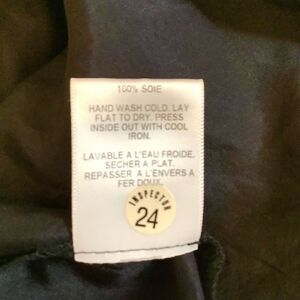 100% SOIE
HAND WASH COLD. LAY
FLAT TO DRY. PRESS
INSIDE OUT WITH COOL
IRON.
LAVABLE A L'EAU FROIDE.
SECHER A PLAT.
REPASSER A L'ENVERS A
FER DOUX.
INSPECTOR
24